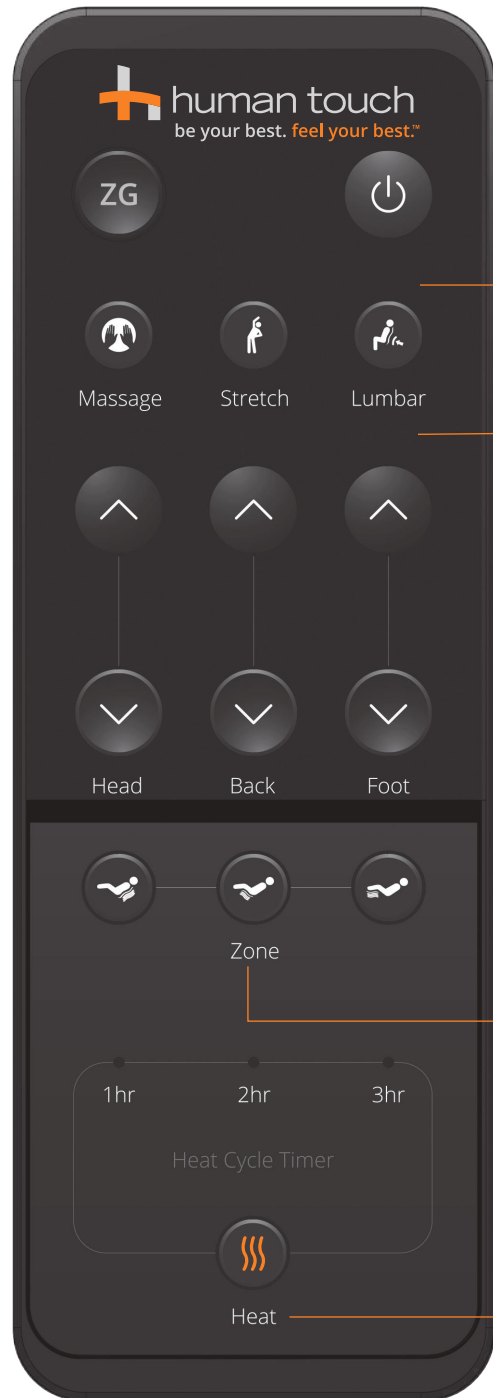 human touch
be your best. feel your best.™
ZG
Massage Stretch Lumbar
Head Back Foot
Zone
1hr 2hr 3hr
Heat Cycle Timer
Heat